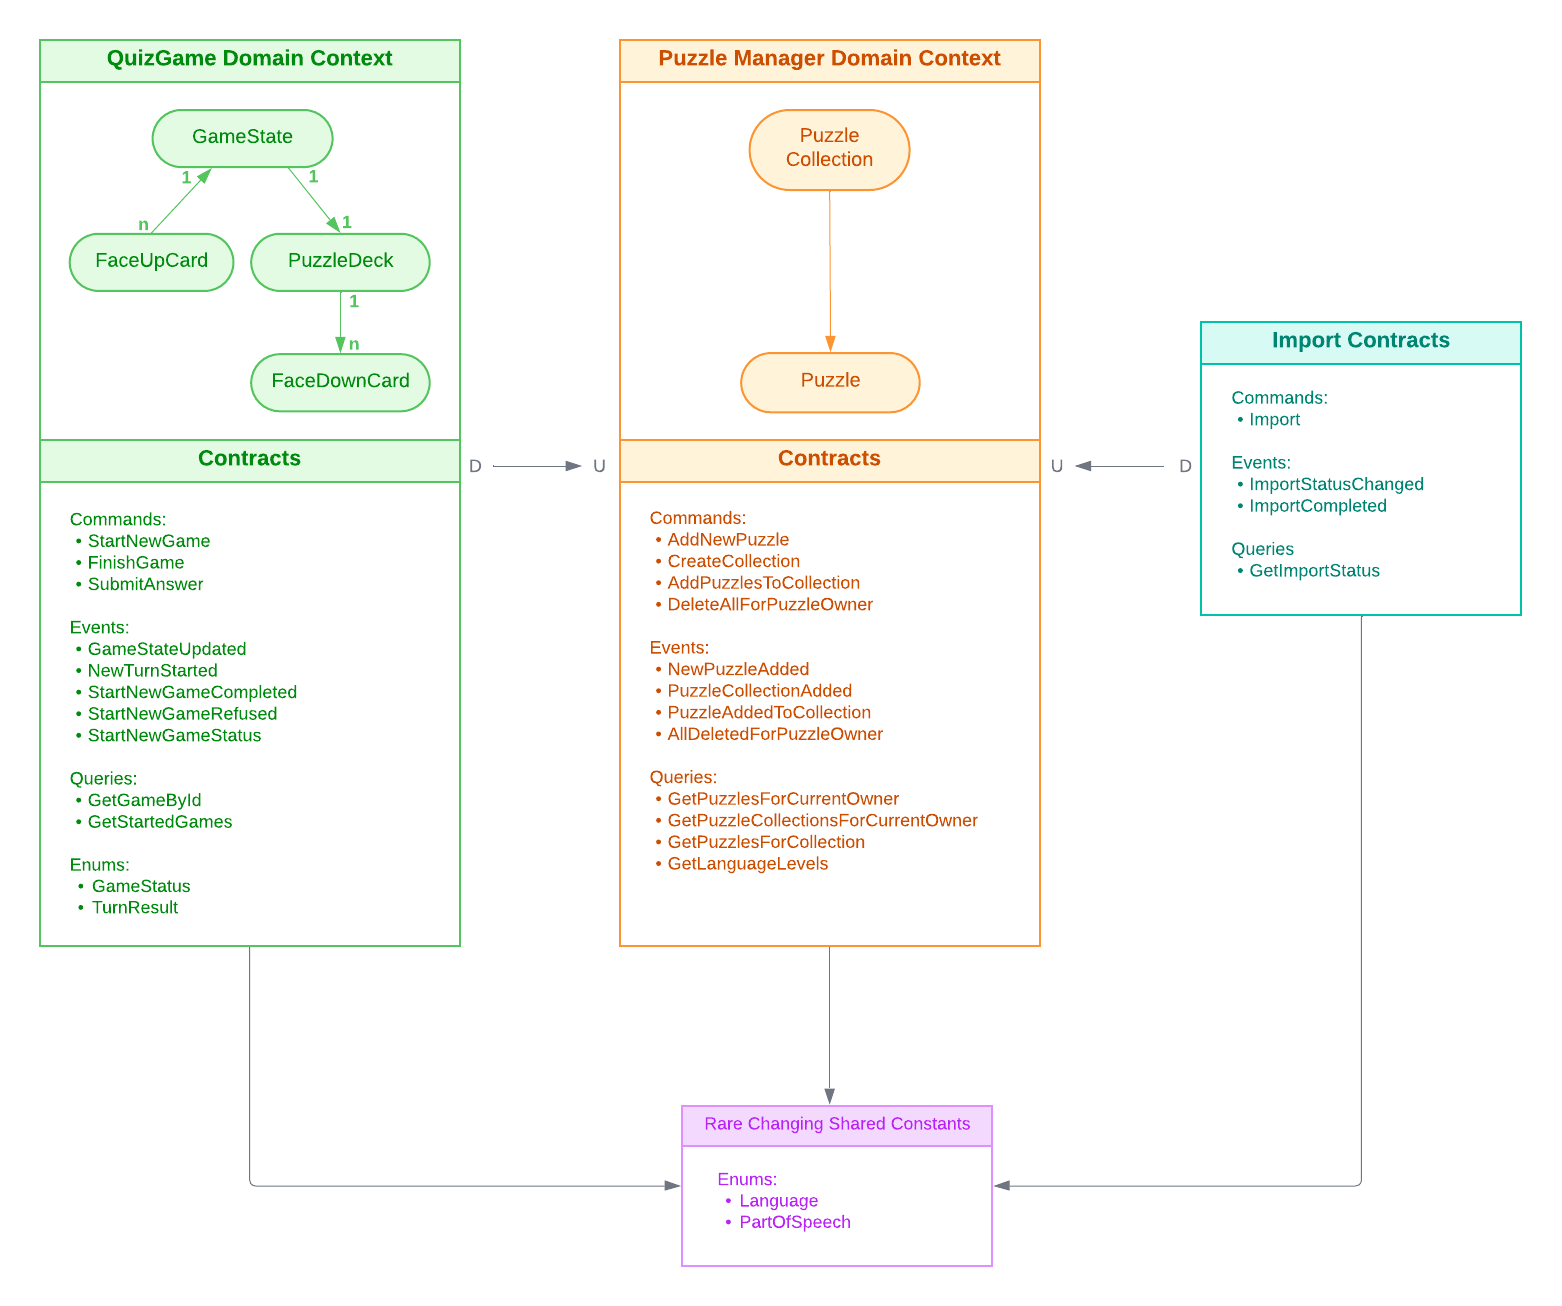 QuizGame Domain Context
GameState
1
1
n
1
FaceUpCard
PuzzleDeck
1
n
FaceDownCard
Contracts
Commands:
• StartNewGame
• FinishGame
• SubmitAnswer
Events:
• GameStateUpdated
• NewTurnStarted
• StartNewGameCompleted
• StartNewGameRefused
• StartNewGameStatus
Queries:
• GetGameById
• GetStartedGames
Enums:
• GameStatus
• TurnResult
D
U
Puzzle Manager Domain Context
Puzzle
Collection
Puzzle
Contracts
Commands:
• AddNewPuzzle
• CreateCollection
• AddPuzzlesToCollection
• DeleteAllForPuzzleOwner
Events:
• NewPuzzleAdded
• PuzzleCollectionAdded
• PuzzleAddedToCollection
• AllDeletedForPuzzleOwner
Queries:
• GetPuzzlesForCurrentOwner
• GetPuzzleCollectionsForCurrentOwner
• GetPuzzlesForCollection
• GetLanguageLevels
U
D
Import Contracts
Commands:
• Import
Events:
• ImportStatusChanged
• ImportCompleted
Queries
• GetImportStatus
Rare Changing Shared Constants
Enums:
• Language
• PartOfSpeech